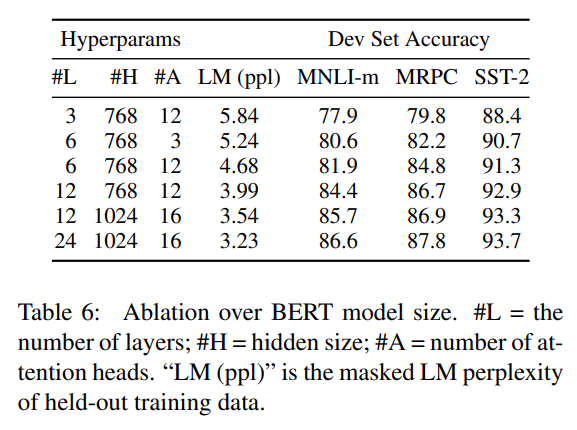 Hyperparams Dev Set Accuracy
#L #H #A LM (ppl) MNLI-m MRPC SST-2
3 768 12 5.84 77.9 79.8 88.4
6 768 3 5.24 80.6 82.2 90.7
6 768 12 4.68 81.9 84.8 91.3
12 768 12 3.99 84.4 86.7 92.9
12 1024 16 3.54 85.7 86.9 93.3
24 1024 16 3.23 86.6 87.8 93.7
Table 6: Ablation over BERT model size. #L = the
number of layers; #H = hidden size; #A = number of at-
tention heads. “LM (ppl)” is the masked LM perplexity
of held-out training data.